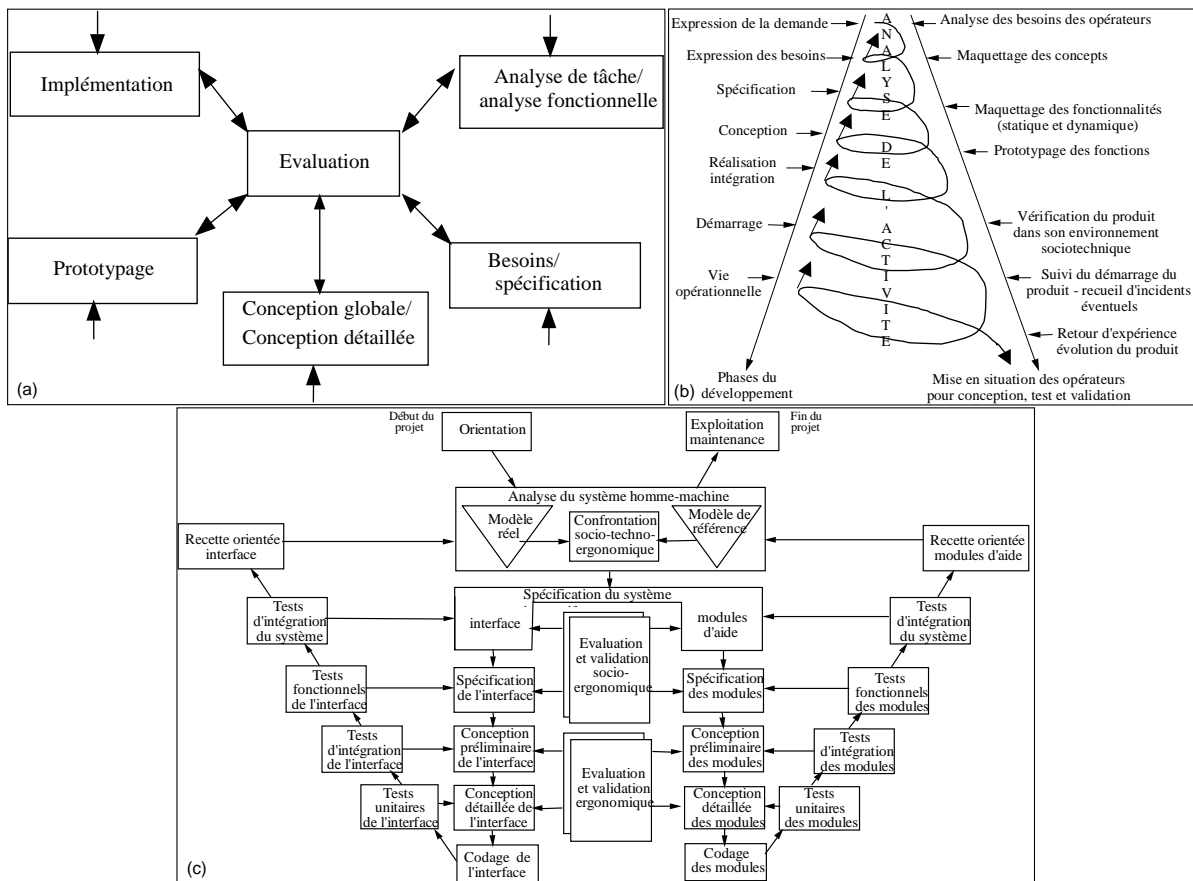 Implémentation
Analyse de tâche/
analyse fonctionnelle
Evaluation
Prototypage
Besoins/
spécification
Conception globale/
Conception détaillée
(a)
Expression de la demande
Expression des besoins
Spécification
Conception
Réalisation
intégration
Démarrage
Vie
opérationnelle
Phases du
développement
ANALYSE DE L'ACTIVITE
Analyse des besoins des opérateurs
Maquettage des concepts
Maquettage des fonctionnalités
(statique et dynamique)
Prototypage des fonctions
Vérification du produit
dans son environnement
sociotechnique
Suivi du démarrage du
produit - recueil d'incidents
éventuels
Retour d'expérience
évolution du produit
Mise en situation des opérateurs
pour conception, test et validation
(b)
Début du
projet
Orientation
Exploitation
maintenance
Fin du
projet
Analyse du système homme-machine
Modèle
réel
Confrontation
socio-techno-
ergonomique
Modèle de
référence
Recette orientée
interface
Recette orientée
modules d'aide
Spécification du système
interface
modules
d'aide
Evaluation
et validation
socio-
ergonomique
Tests
d'intégration
du système
Tests
d'intégration
du système
Tests
fonctionnels
de l'interface
Spécification
de l'interface
Spécification
des modules
Tests
fonctionnels
des modules
Tests
d'intégration
de l'interface
Conception
préliminaire
de l'interface
Evaluation
et validation
ergonomique
Conception
préliminaire
des modules
Tests
d'intégration
des modules
Tests
unitaires
de l'interface
Conception
détaillée de
l'interface
Conception
détaillée
des modules
Tests
unitaires
des modules
Codage de
l'interface
Codage
des modules
(c)